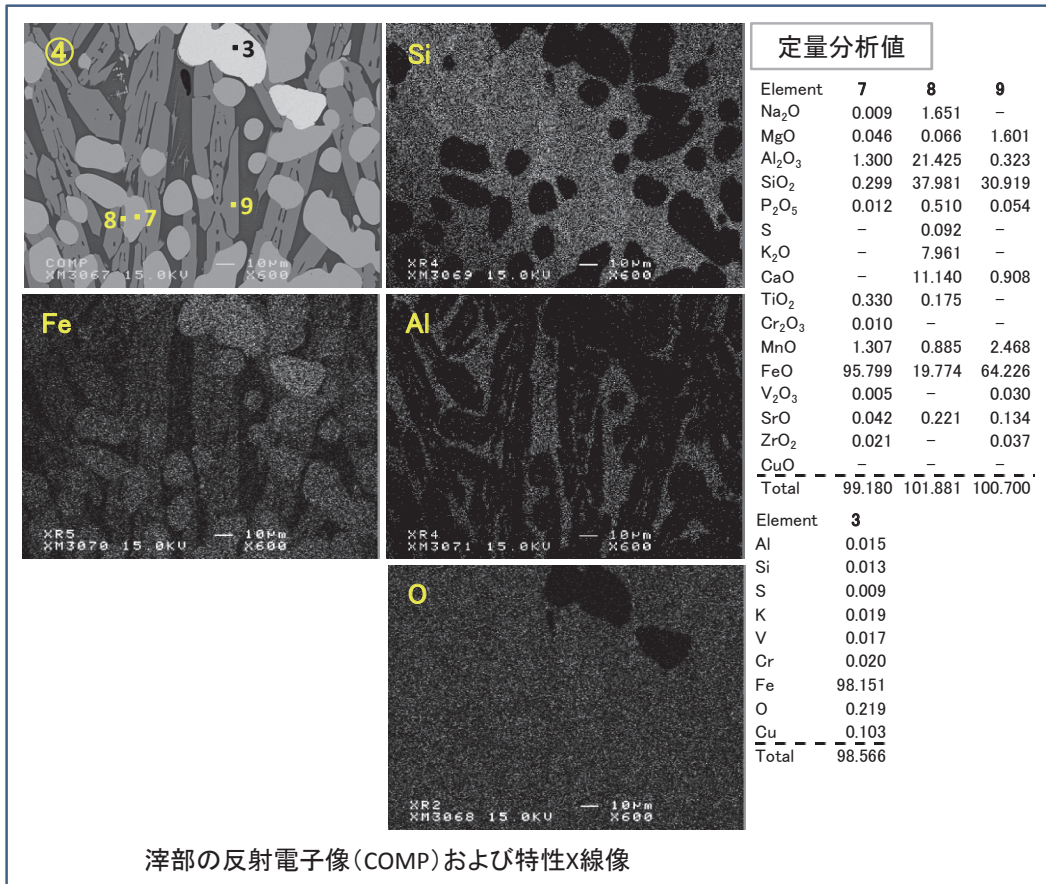 ④
3
8
7
9
COMP
10μm
XM3067 15.0KV X600
Si
XR4
10μm
XM3069 15.0KV X600
Fe
XR5
10μm
XM3070 15.0KV X600
Al
XR4
10μm
XM3071 15.0KV X600
O
XR2
10μm
XM3068 15.0KV X600
定量分析値
Element 7 8 9
Na₂O 0.009 1.651 –
MgO 0.046 0.066 1.601
Al₂O₃ 1.300 21.425 0.323
SiO₂ 0.299 37.981 30.919
P₂O₅ 0.012 0.510 0.054
S – 0.092 –
K₂O – 7.961 –
CaO – 11.140 0.908
TiO₂ 0.330 0.175 –
Cr₂O₃ 0.010 – –
MnO 1.307 0.885 2.468
FeO 95.799 19.774 64.226
V₂O₃ 0.005 – 0.030
SrO 0.042 0.221 0.134
ZrO₂ 0.021 – 0.037
CuO – – –
Total 99.180 101.881 100.700
Element 3
Al 0.015
Si 0.013
S 0.009
K 0.019
V 0.017
Cr 0.020
Fe 98.151
O 0.219
Cu 0.103
Total 98.566
滓部の反射電子像(COMP)および特性X線像